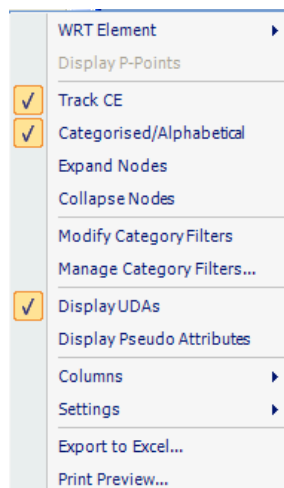 WRT Element
Display P-Points
Track CE
Categorised/Alphabetical
Expand Nodes
Collapse Nodes
Modify Category Filters
Manage Category Filters...
Display UDAs
Display Pseudo Attributes
Columns
Settings
Export to Excel...
Print Preview...